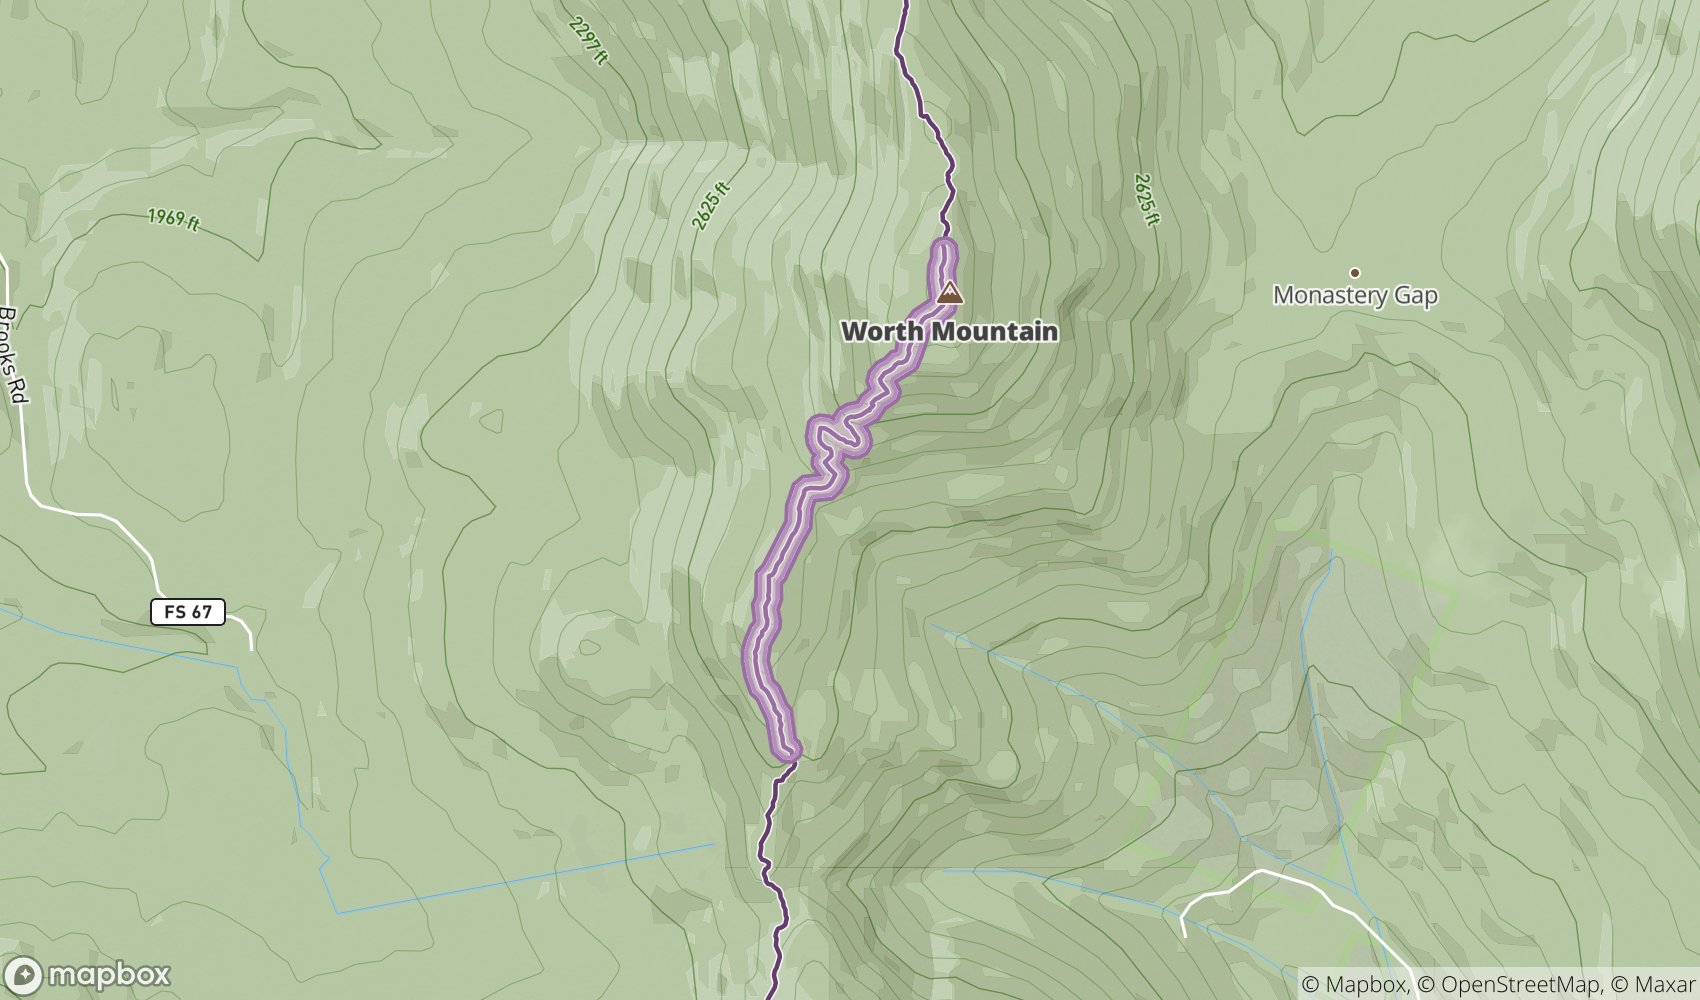 2297 ft
2625 ft
2625 ft
1969 ft
Monastery Gap
Worth Mountain
Brooks Rd
FS 67
mapbox
© Mapbox, © OpenStreetMap, © Maxar